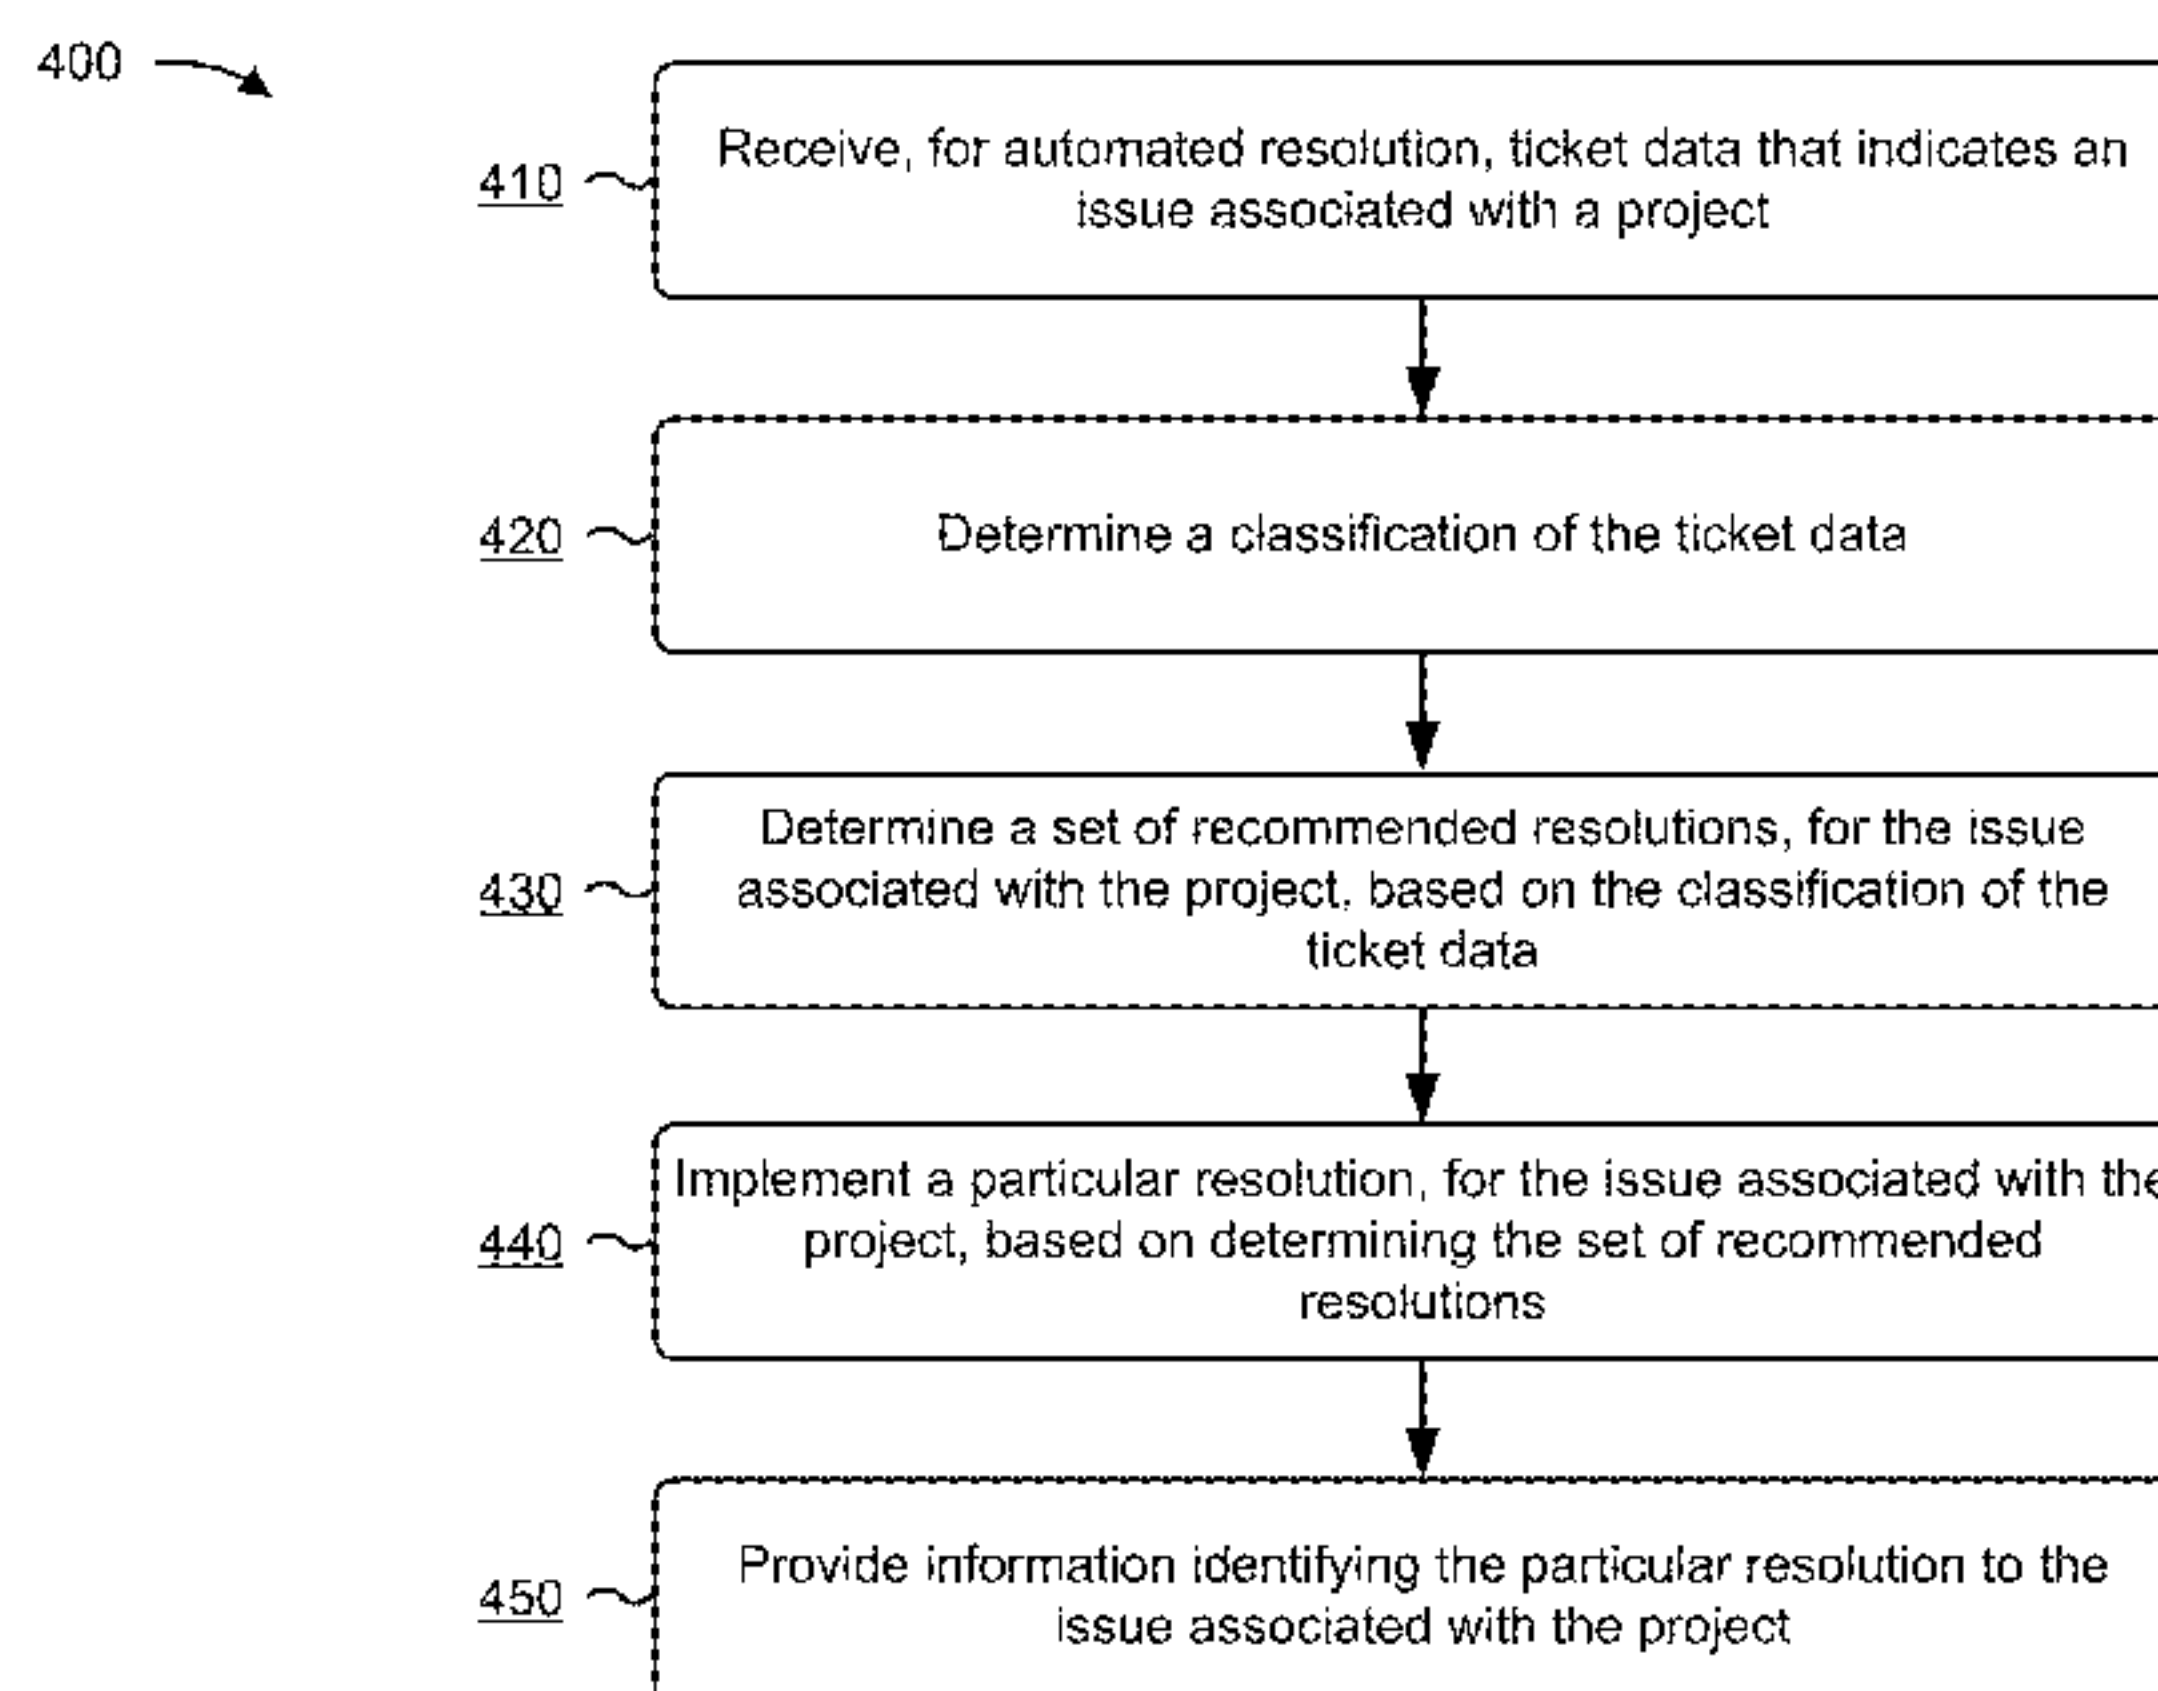 400
410
Receive, for automated resolution, ticket data that indicates an
issue associated with a project
420
Determine a classification of the ticket data
430
Determine a set of recommended resolutions, for the issue
associated with the project, based on the classification of the
ticket data
440
Implement a particular resolution, for the issue associated with the
project, based on determining the set of recommended
resolutions
450
Provide information identifying the particular resolution to the
issue associated with the project